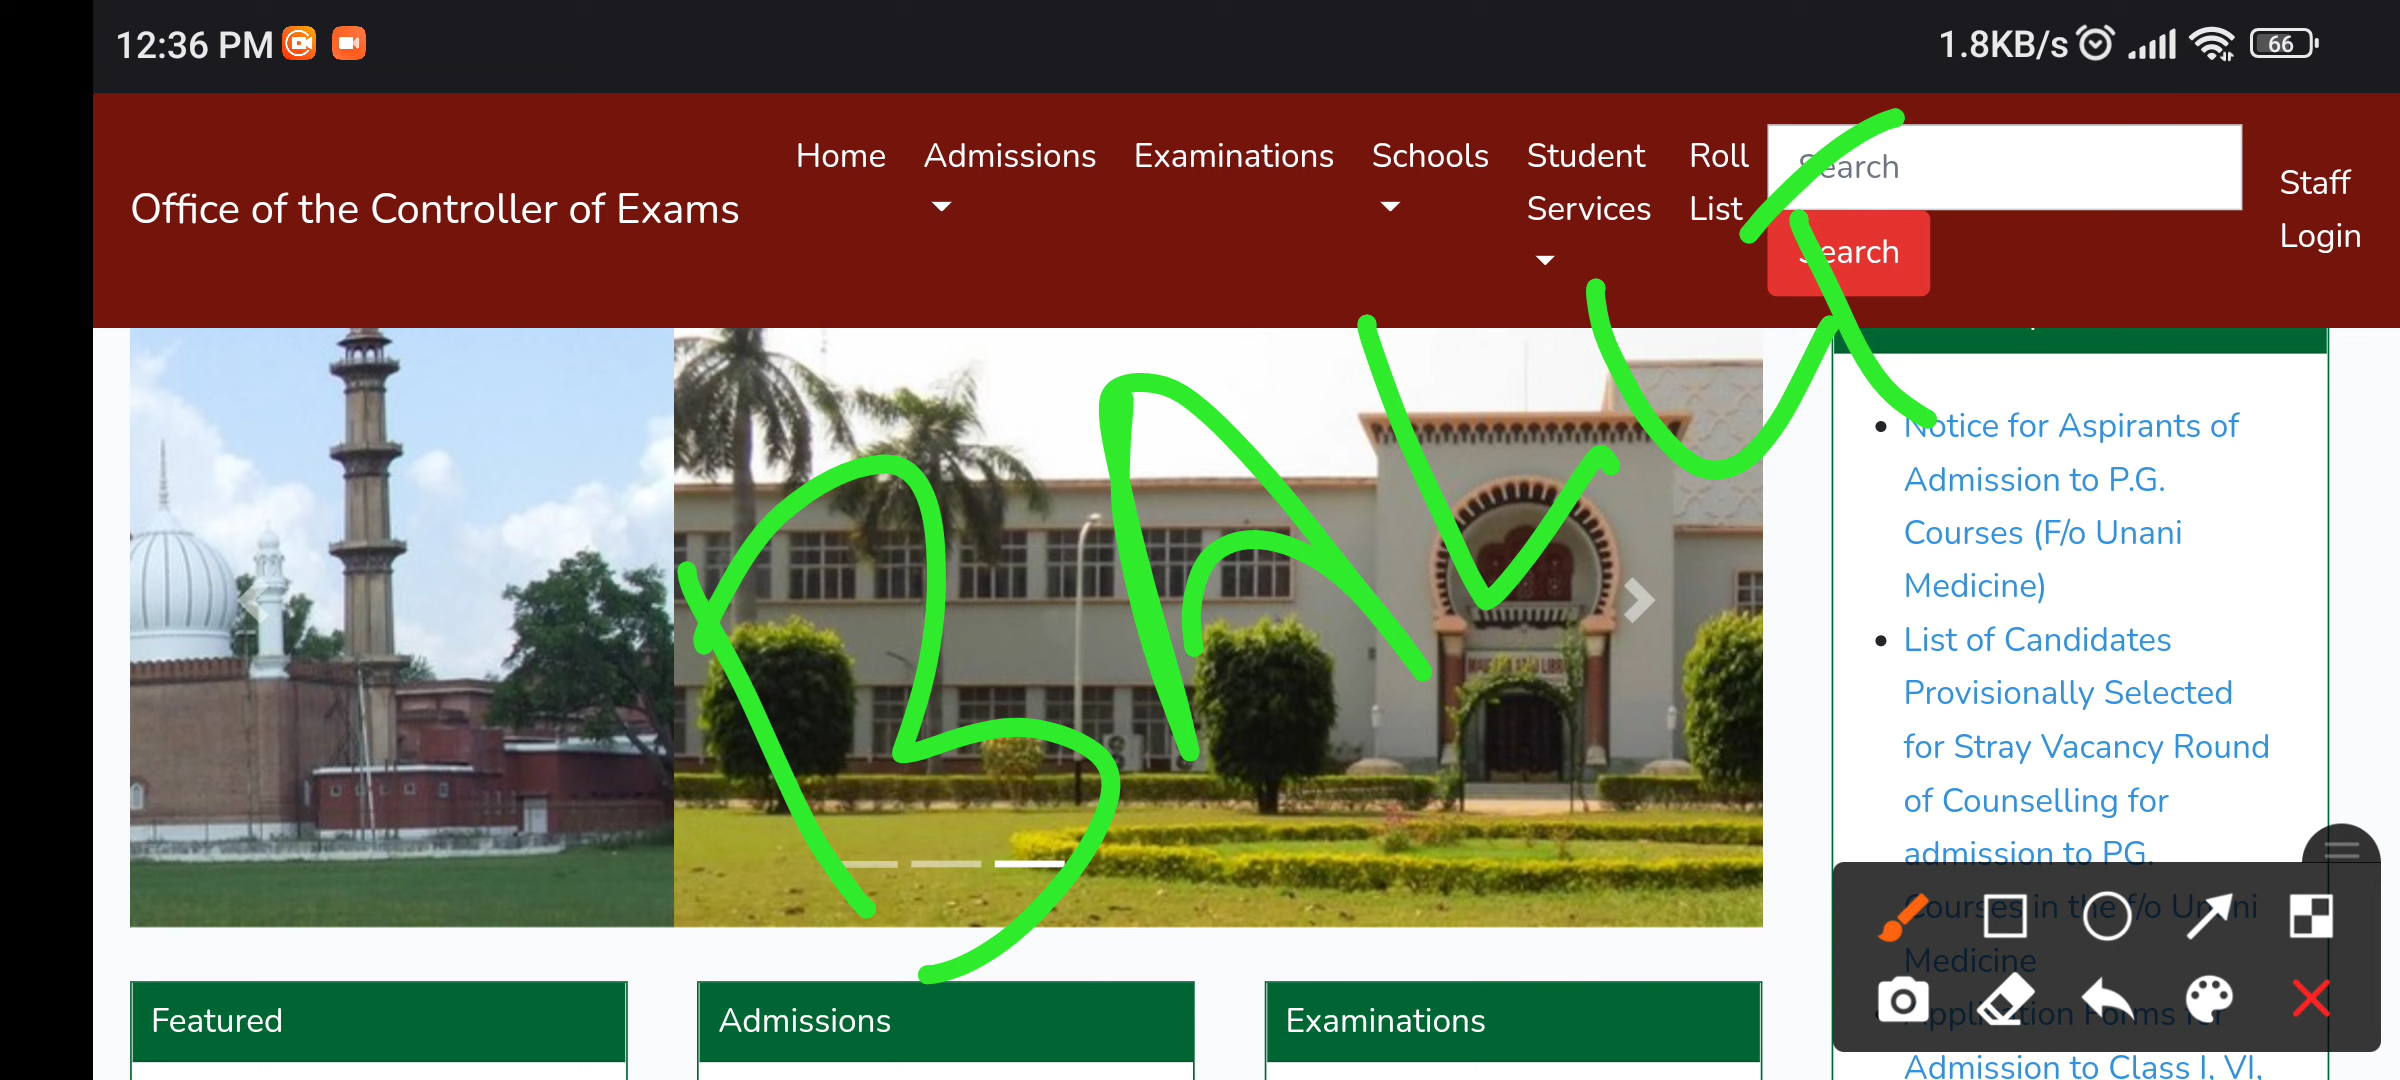 12:36 PM
1.8KB/s
66
Office of the Controller of Exams
Home
Admissions
Examinations
Schools
Student Services
Roll List
Search
Search
Staff Login
Notice for Aspirants of
Admission to P.G.
Courses (F/o Unani
Medicine)
List of Candidates
Provisionally Selected
for Stray Vacancy Round
of Counselling for
admission to PG.
Courses in the f/o Unani
Medicine
Application Forms for
Admission to Class I, VI,
Featured
Admissions
Examinations